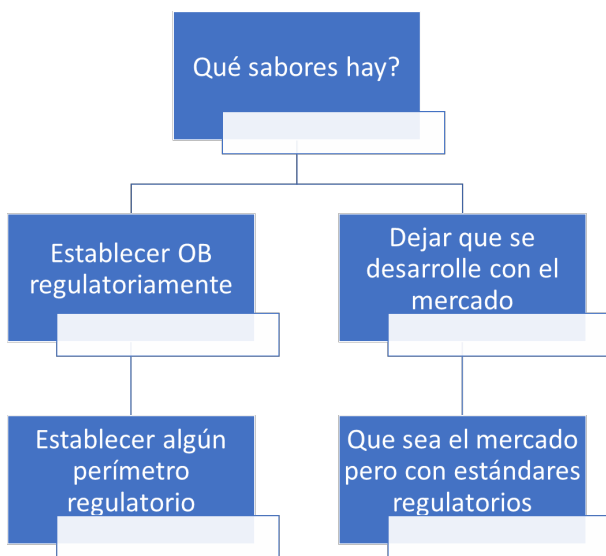 Qué sabores hay?
Establecer OB
regulatoriamente
Dejar que se
desarrolle con el
mercado
Establecer algún
perímetro
regulatorio
Que sea el mercado
pero con estándares
regulatorios